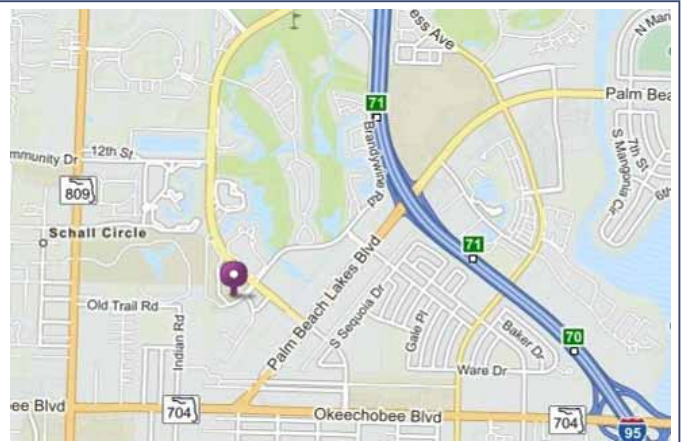 ess Ave
N Man
71
Palm Bea
Brandywine Rd
12th St
mmunity Dr
7th St
S Mangonia Cir
809
Schall Circle
71
Palm Beach Lakes Blvd
S Sequoia Dr
Old Trail Rd
Indian Rd
Gale Pl
Baker Dr
70
Ware Dr
bee Blvd
704
Okeechobee Blvd
704
95